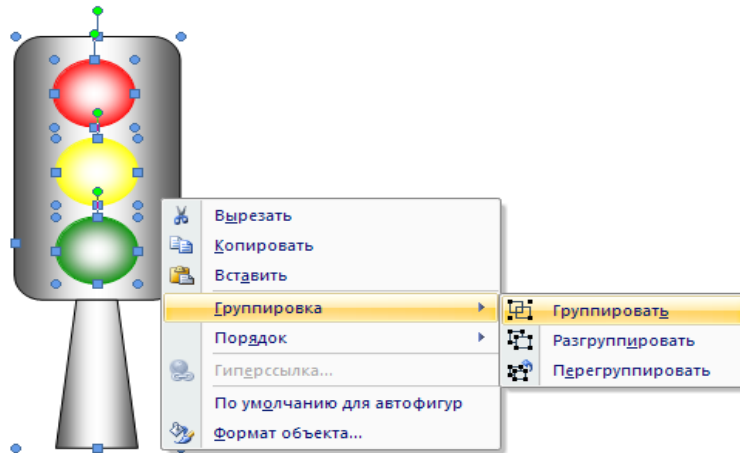 Вырезать
Копировать
Вставить
Группировка
Порядок
Гиперссылка...
По умолчанию для автофигур
Формат объекта...
Группировать
Разгруппировать
Перегруппировать